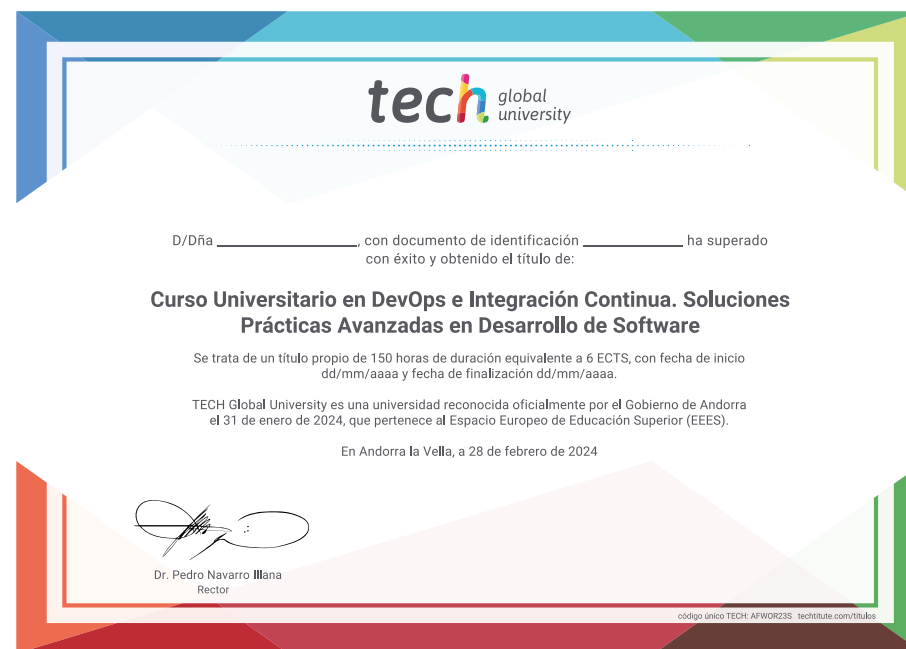 tech global university
D/Dña ____________________, con documento de identificación ______________ ha superado
con éxito y obtenido el título de:
Curso Universitario en DevOps e Integración Continua. Soluciones
Prácticas Avanzadas en Desarrollo de Software
Se trata de un título propio de 150 horas de duración equivalente a 6 ECTS, con fecha de inicio
dd/mm/aaaa y fecha de finalización dd/mm/aaaa.
TECH Global University es una universidad reconocida oficialmente por el Gobierno de Andorra
el 31 de enero de 2024, que pertenece al Espacio Europeo de Educación Superior (EEES).
En Andorra la Vella, a 28 de febrero de 2024
Dr. Pedro Navarro Illana
Rector
código único TECH: AFWOR23S techtitute.com/titulos